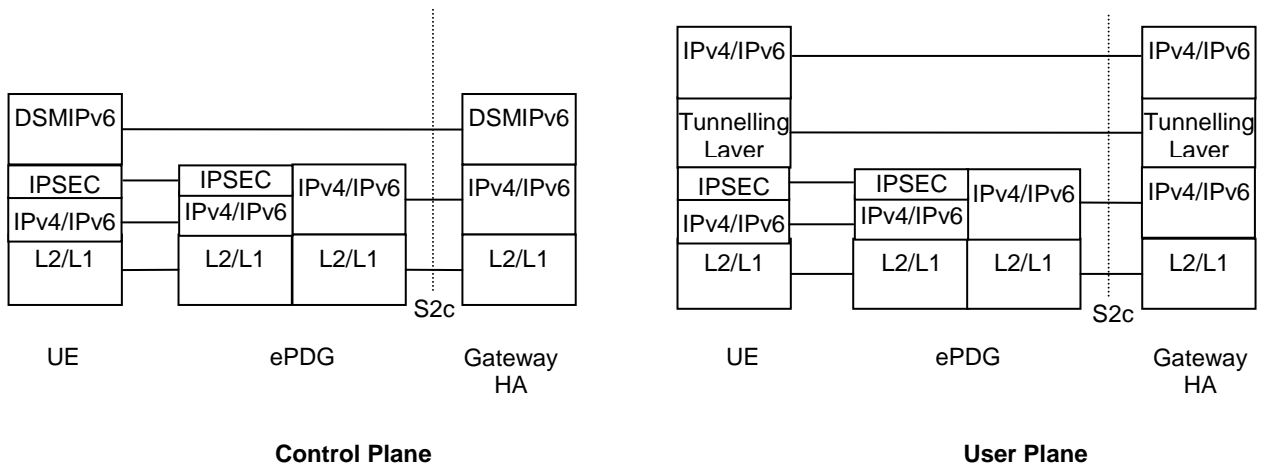 DSMIPv6
DSMIPv6
IPSEC
IPSEC
IPv4/IPv6
IPv4/IPv6
IPv4/IPv6
IPv4/IPv6
L2/L1
L2/L1
L2/L1
L2/L1
S2c
UE
ePDG
Gateway
HA
Control Plane
IPv4/IPv6
IPv4/IPv6
Tunnelling
Layer
Tunnelling
Layer
IPSEC
IPSEC
IPv4/IPv6
IPv4/IPv6
IPv4/IPv6
IPv4/IPv6
L2/L1
L2/L1
L2/L1
L2/L1
S2c
UE
ePDG
Gateway
HA
User Plane